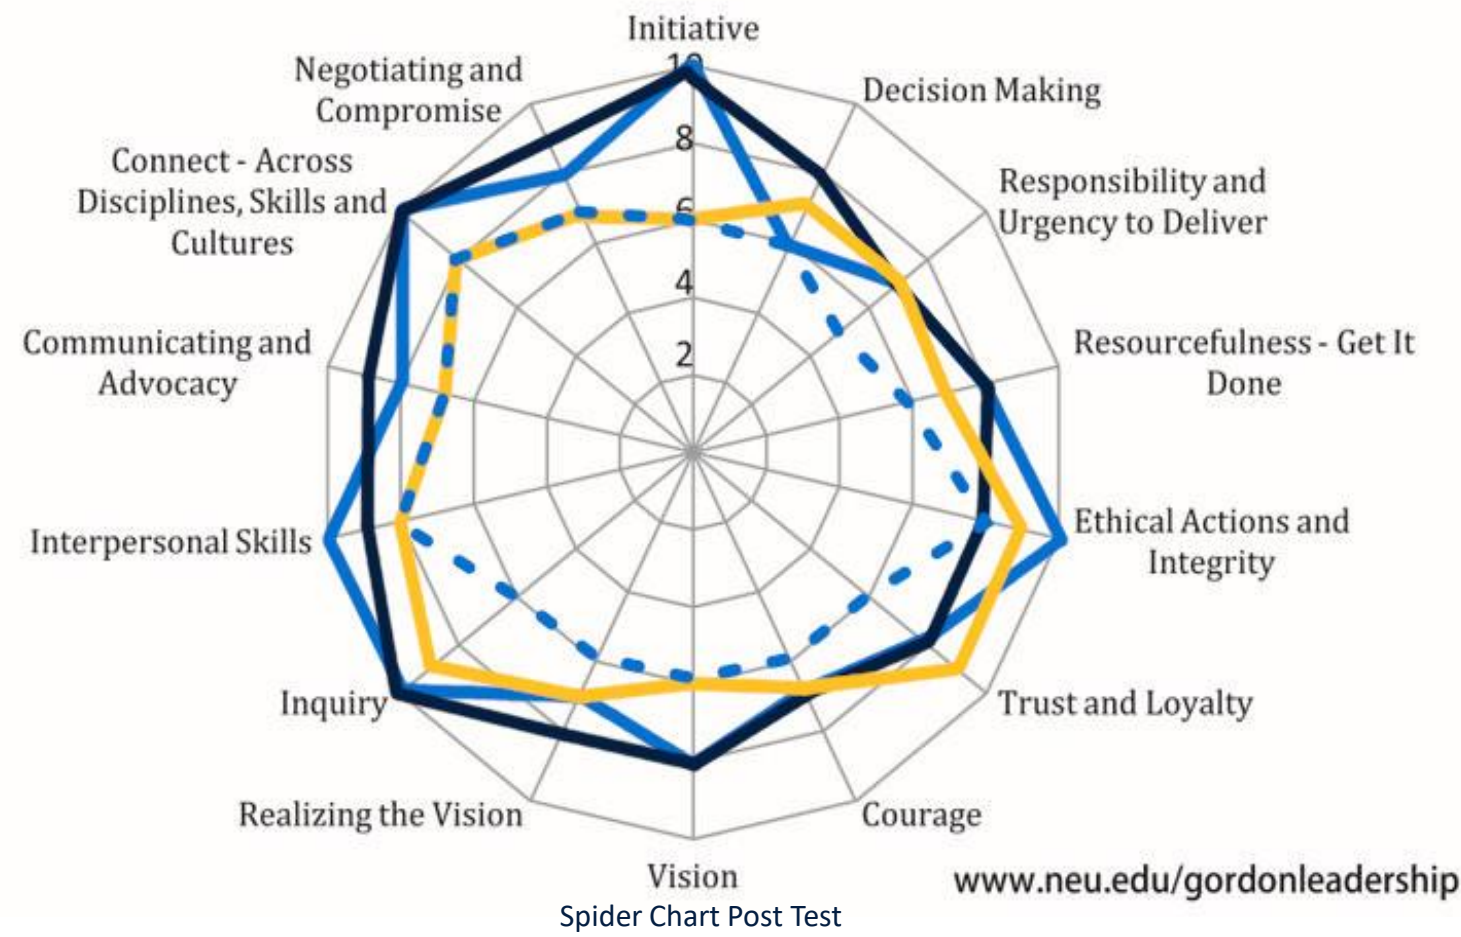 Initiative
Negotiating and
Compromise
Decision Making
Connect - Across
Disciplines, Skills and
Cultures
Responsibility and
Urgency to Deliver
Communicating and
Advocacy
Resourcefulness - Get It
Done
10
8
6
4
2
Interpersonal Skills
Ethical Actions and
Integrity
Inquiry
Trust and Loyalty
Realizing the Vision
Courage
Vision
www.neu.edu/gordonleadership
Spider Chart Post Test